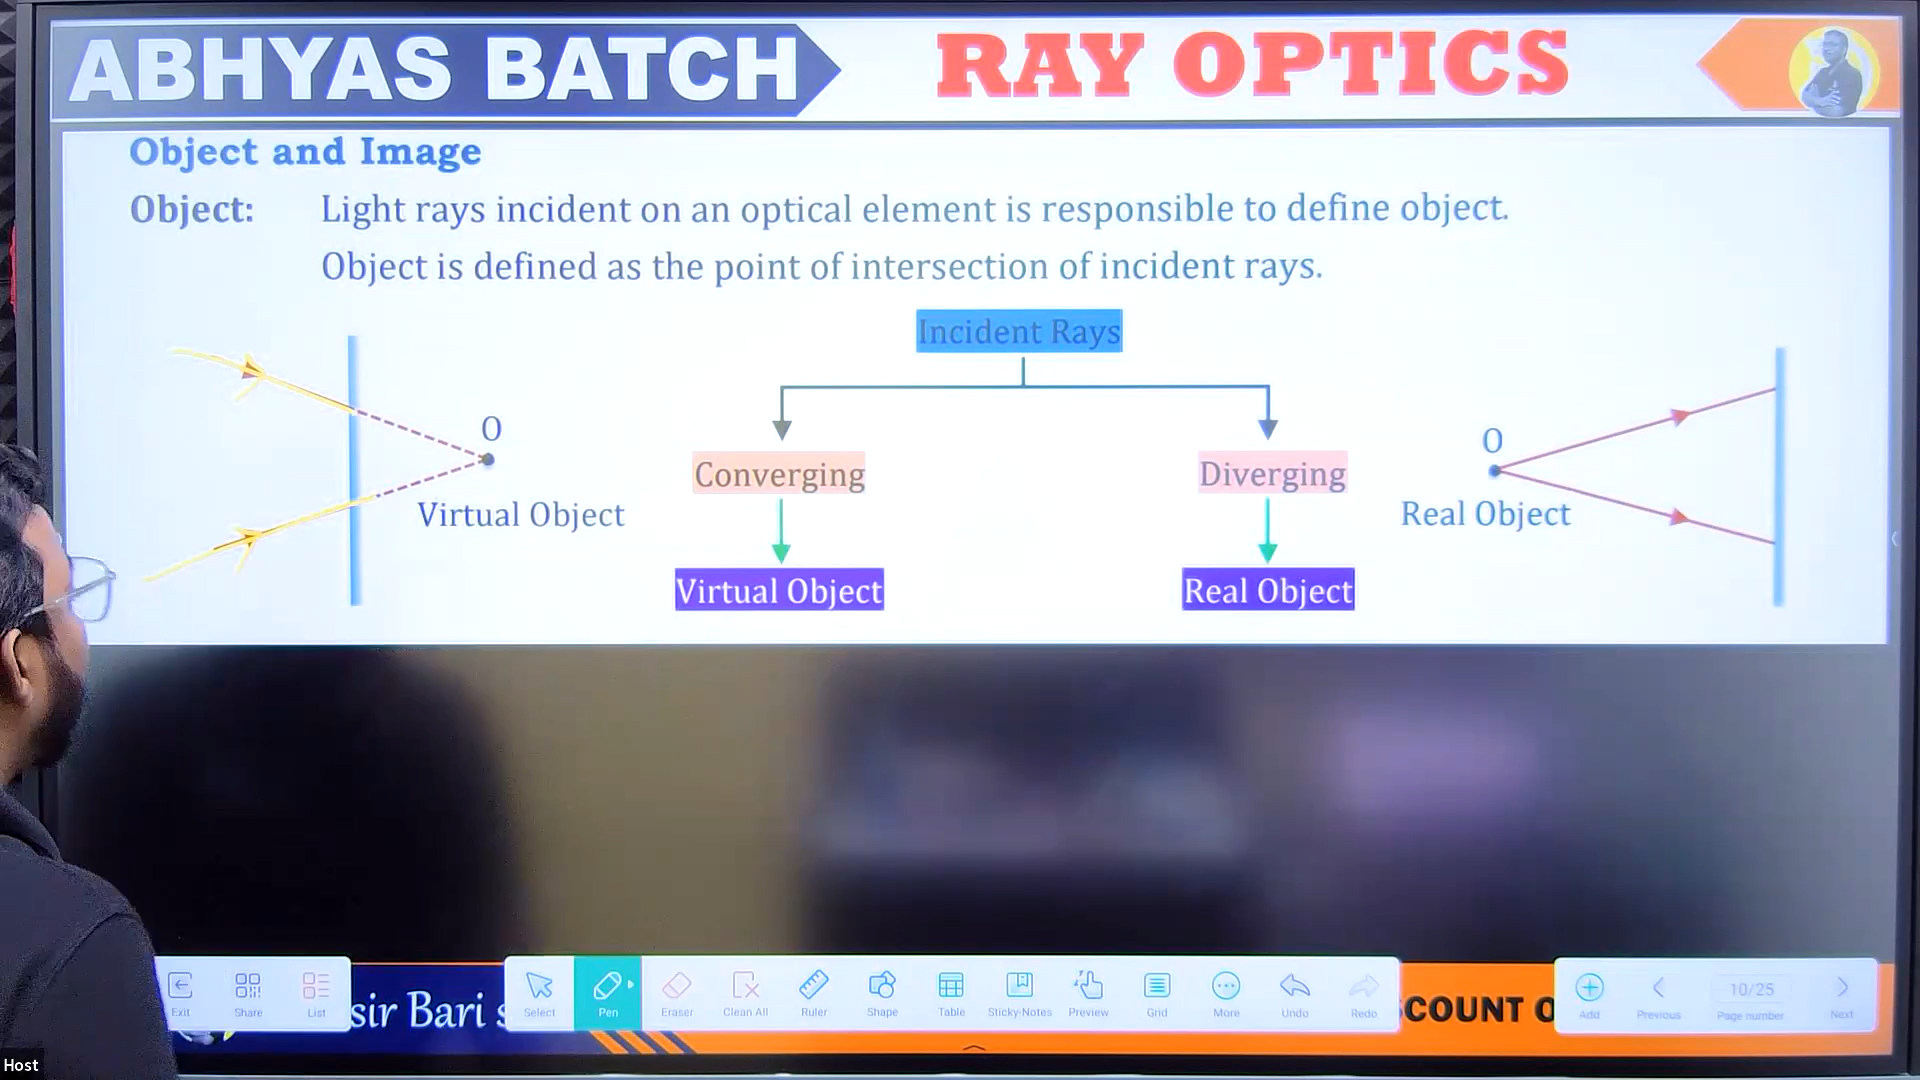 ABHYAS BATCH
RAY OPTICS
Object and Image
Object: Light rays incident on an optical element is responsible to define object.
Object is defined as the point of intersection of incident rays.
Incident Rays
O
Virtual Object
Converging
Diverging
O
Real Object
Virtual Object
Real Object
Exit
Share
List
sir Bari
Select
Pen
Eraser
Clean All
Ruler
Shape
Table
Sticky-Notes
Preview
Grid
More
Undo
Redo
COUNT
Add
Previous
10/25
Page number
Next
Host